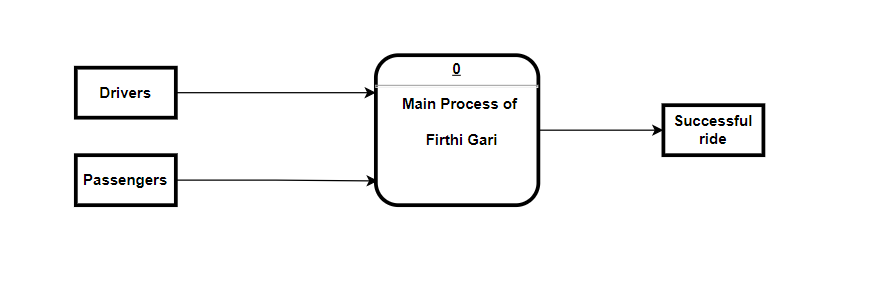 Drivers
Passengers
0
Main Process of
Firthi Gari
Successful
ride